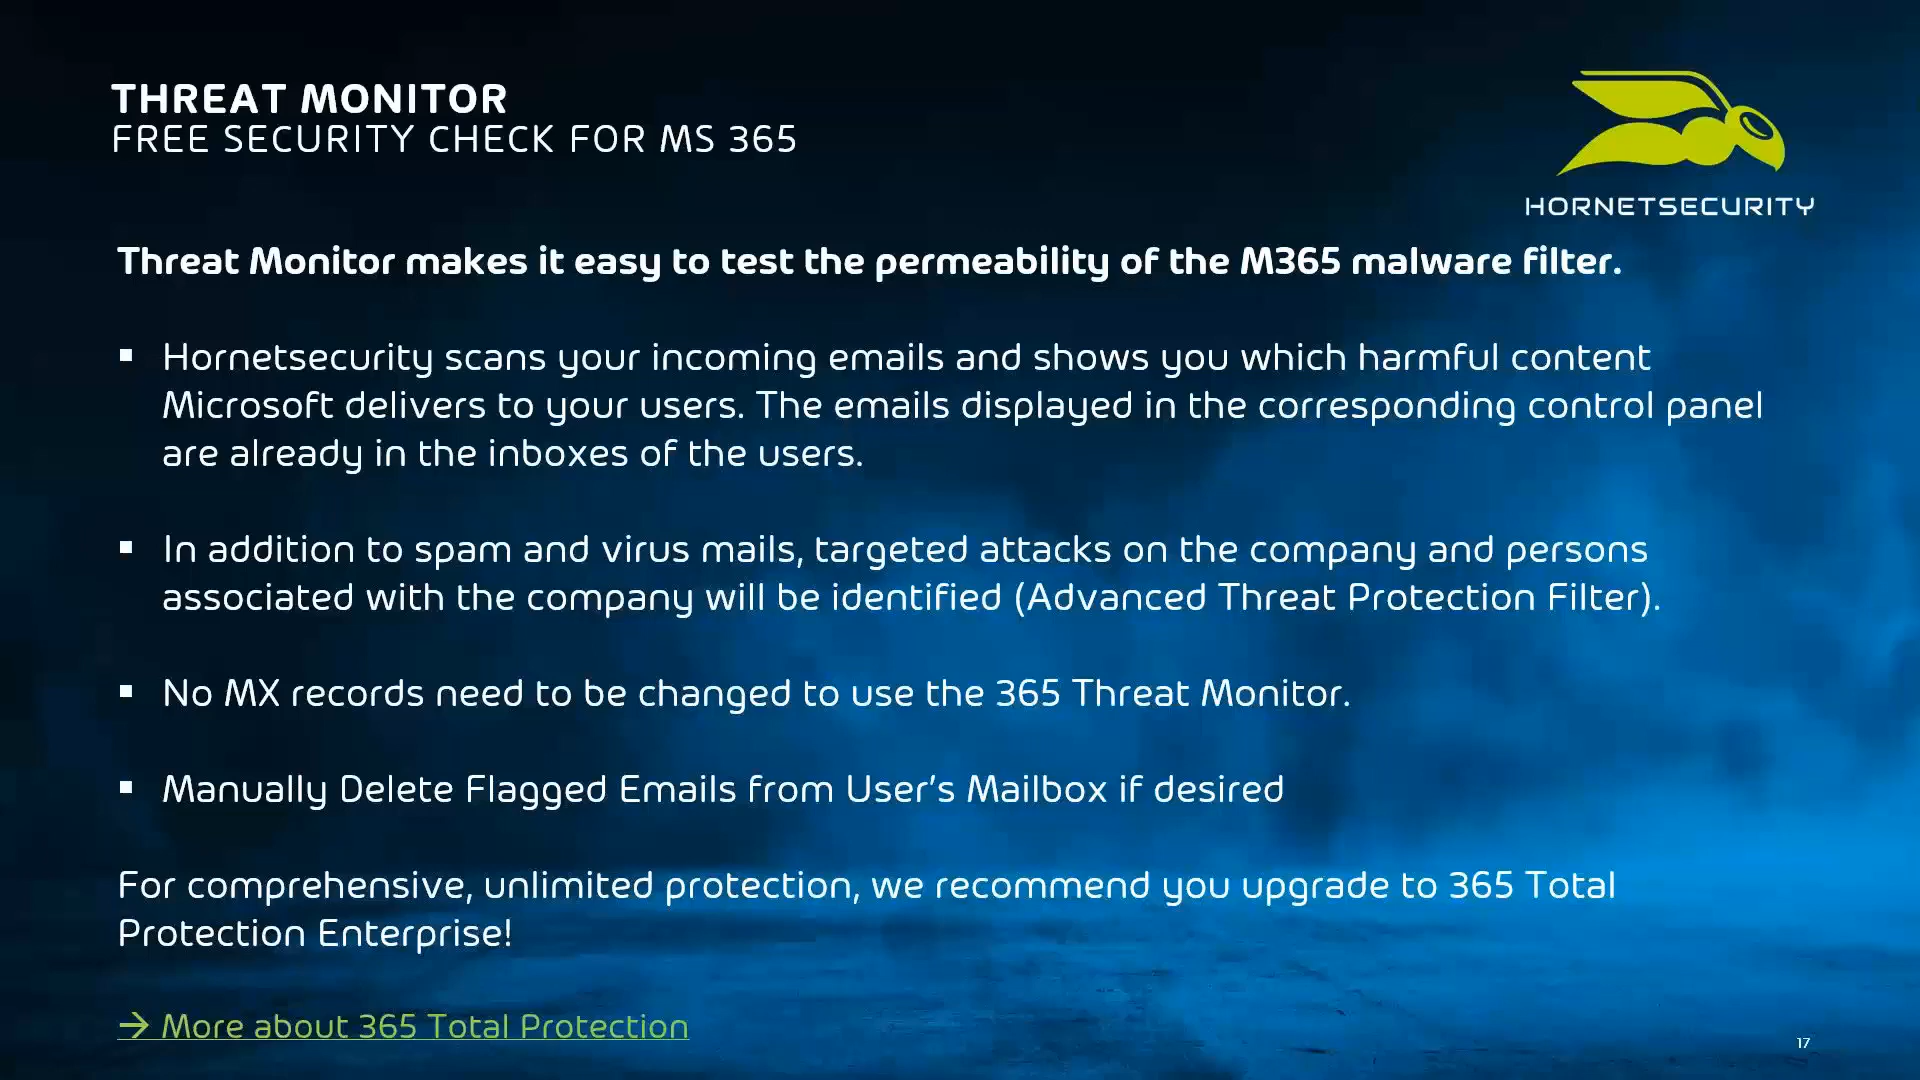 THREAT MONITOR
FREE SECURITY CHECK FOR MS 365
HORNETSECURITY
Threat Monitor makes it easy to test the permeability of the M365 malware filter.
▪ Hornetsecurity scans your incoming emails and shows you which harmful content
Microsoft delivers to your users. The emails displayed in the corresponding control panel
are already in the inboxes of the users.
▪ In addition to spam and virus mails, targeted attacks on the company and persons
associated with the company will be identified (Advanced Threat Protection Filter).
▪ No MX records need to be changed to use the 365 Threat Monitor.
▪ Manually Delete Flagged Emails from User’s Mailbox if desired
For comprehensive, unlimited protection, we recommend you upgrade to 365 Total
Protection Enterprise!
→ More about 365 Total Protection
17